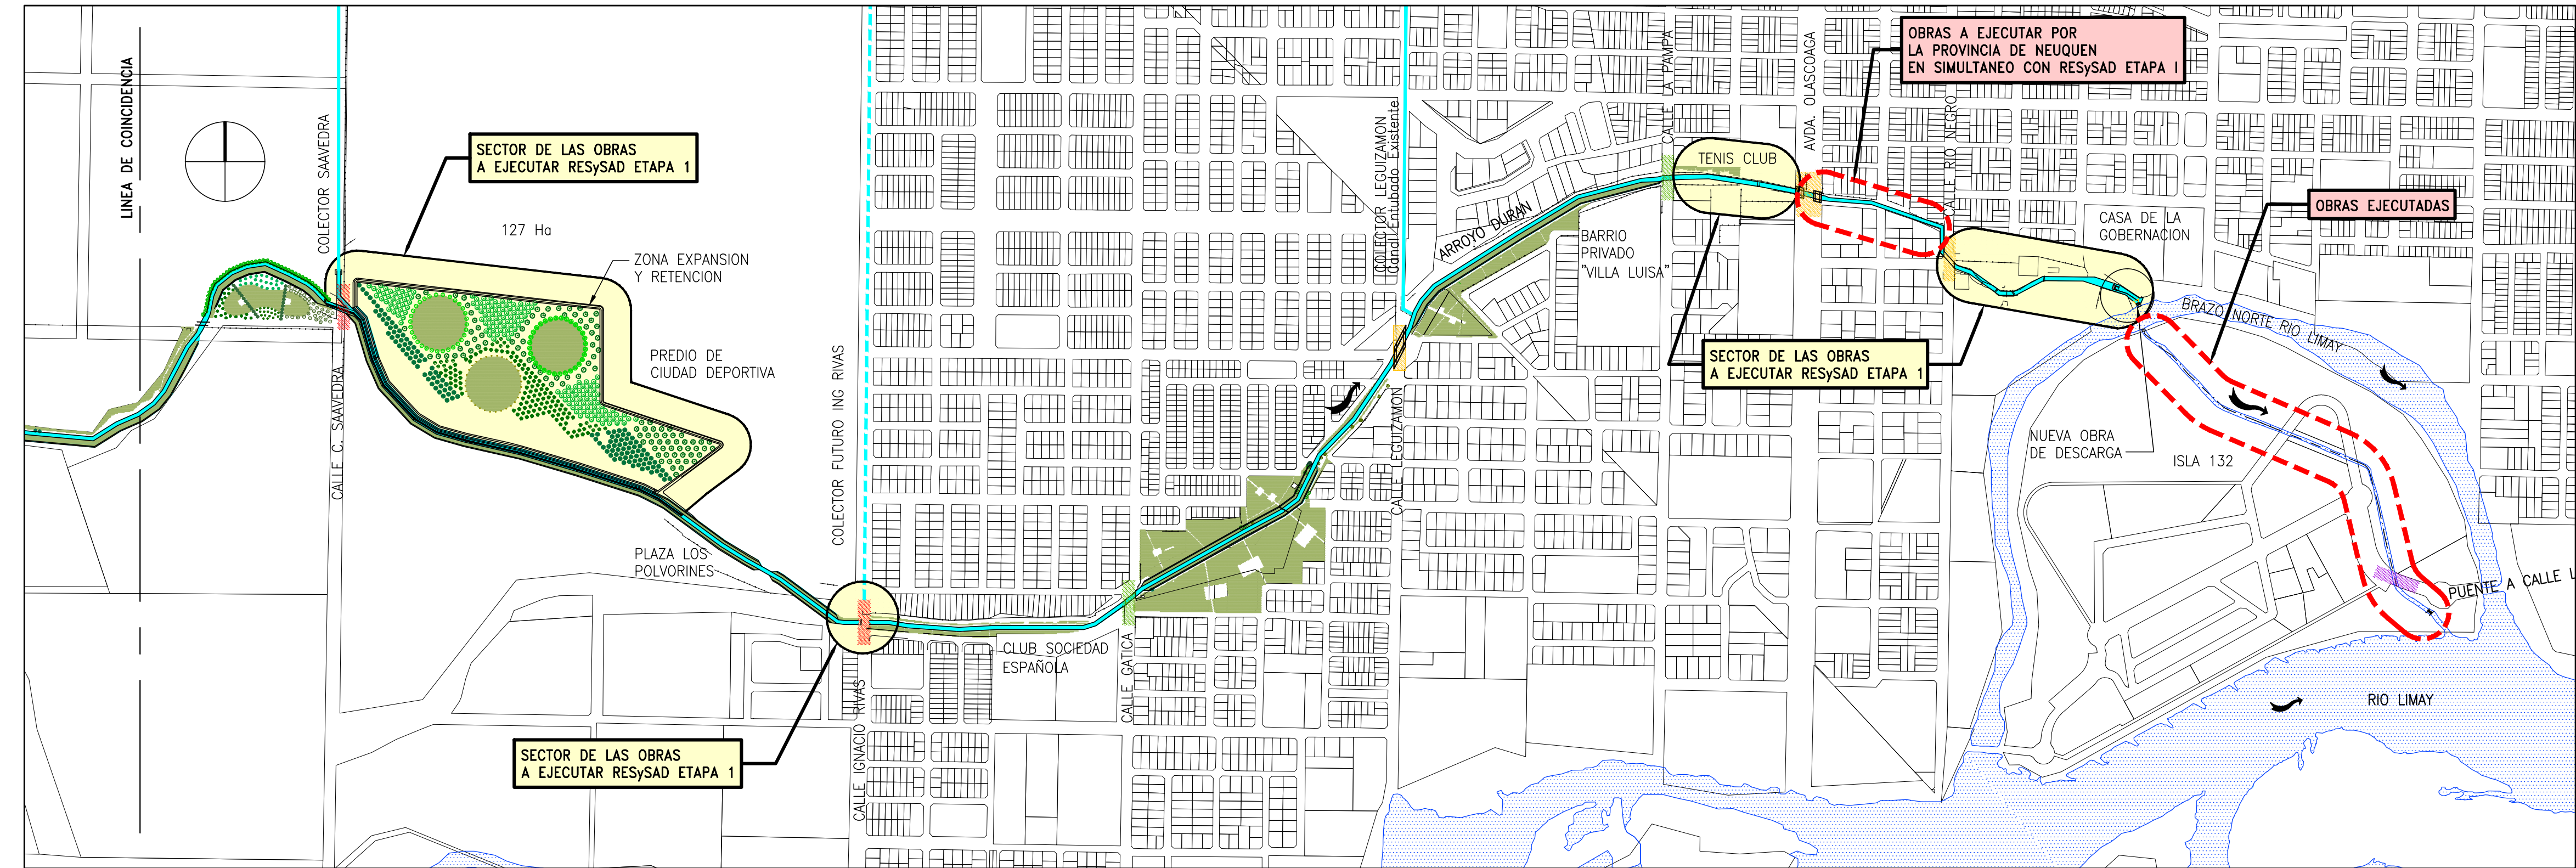 LINEA DE COINCIDENCIA
COLECTOR SAAVEDRA
CALLE C. SAAVEDRA
SECTOR DE LAS OBRAS
A EJECUTAR RESySAD ETAPA 1
127 Ha
ZONA EXPANSION
Y RETENCION
PREDIO DE
CIUDAD DEPORTIVA
PLAZA LOS
POLVORINES
SECTOR DE LAS OBRAS
A EJECUTAR RESySAD ETAPA 1
COLECTOR FUTURO ING RIVAS
CALLE IGNACIO RIVAS
CLUB SOCIEDAD
ESPAÑOLA
CALLE GATICA
COLECTOR LEGUIZAMON
Canal Entubado Existente
CALLE LEGUIZAMON
ARROYO DURAN
BARRIO
PRIVADO
"VILLA LUISA"
CALLE LA PAMPA
TENIS CLUB
AVDA. OLASCOAGA
OBRAS A EJECUTAR POR
LA PROVINCIA DE NEUQUEN
EN SIMULTANEO CON RESySAD ETAPA I
CALLE RIO NEGRO
SECTOR DE LAS OBRAS
A EJECUTAR RESySAD ETAPA 1
CASA DE LA
GOBERNACION
OBRAS EJECUTADAS
BRAZO NORTE RIO LIMAY
NUEVA OBRA
DE DESCARGA
ISLA 132
PUENTE A CALLE L
RIO LIMAY